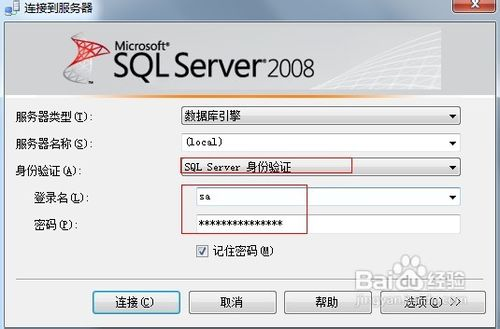 连接到服务器
Microsoft®
SQL Server® 2008
服务器类型(T): 数据库引擎
服务器名称(S): (local)
身份验证(A): SQL Server 身份验证
登录名(L): sa
密码(P): ***************
记住密码(M)
Baidu 经验
jingyan.baidu.com
连接(C) 取消 帮助 选项(O) >>